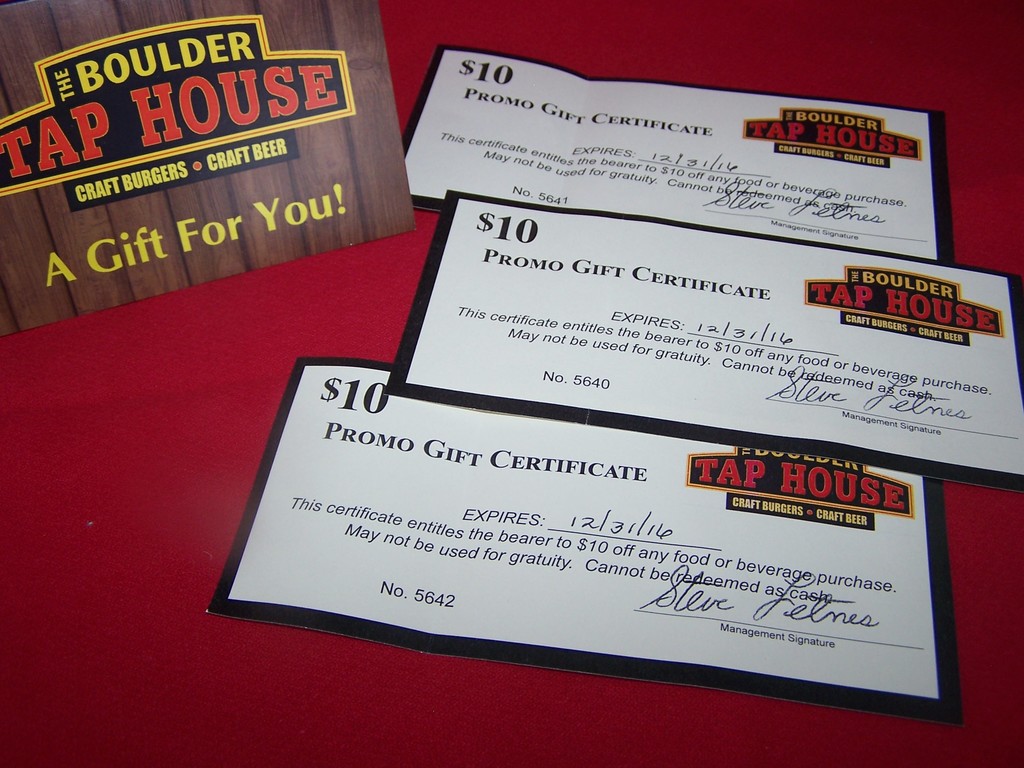 THE BOULDER
TAP HOUSE
CRAFT BURGERS • CRAFT BEER
A Gift For You!
$10
PROMO GIFT CERTIFICATE
THE BOULDER
TAP HOUSE
CRAFT BURGERS • CRAFT BEER
EXPIRES: 12/31/16
This certificate entitles the bearer to $10 off any food or beverage purchase.
May not be used for gratuity. Cannot be redeemed as cash.
No. 5641
Steve Fetnes
Management Signature
$10
PROMO GIFT CERTIFICATE
THE BOULDER
TAP HOUSE
CRAFT BURGERS • CRAFT BEER
EXPIRES: 12/31/16
This certificate entitles the bearer to $10 off any food or beverage purchase.
May not be used for gratuity. Cannot be redeemed as cash.
No. 5640
Steve Fetnes
Management Signature
$10
PROMO GIFT CERTIFICATE
THE BOULDER
TAP HOUSE
CRAFT BURGERS • CRAFT BEER
EXPIRES: 12/31/16
This certificate entitles the bearer to $10 off any food or beverage purchase.
May not be used for gratuity. Cannot be redeemed as cash.
No. 5642
Steve Fetnes
Management Signature